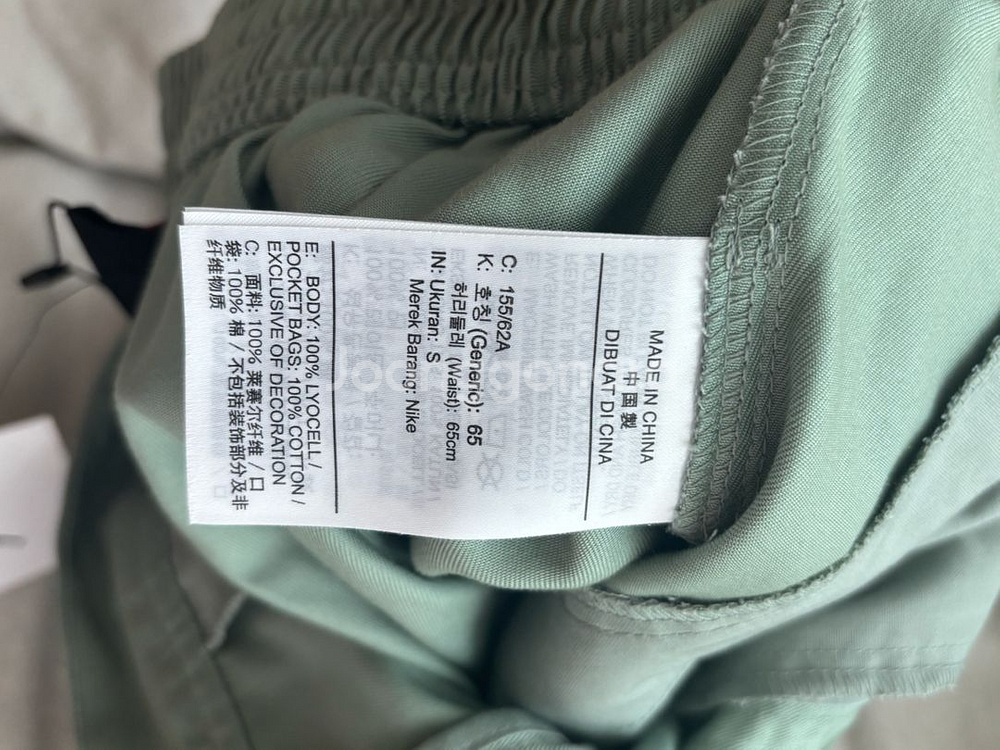 MADE IN CHINA
中国製
DIBUAT DI CINA
C: 155/62A
K: 호칭 (Generic): 65
허리둘레 (Waist): 65cm
IN: Ukuran: S
Merek Barang: Nike
E: BODY: 100% LYOCELL /
POCKET BAGS: 100% COTTON /
EXCLUSIVE OF DECORATION
C: 面料: 100% 莱赛尔纤维 / 口
袋: 100% 棉 / 不包括装饰部分及非
纤维物质